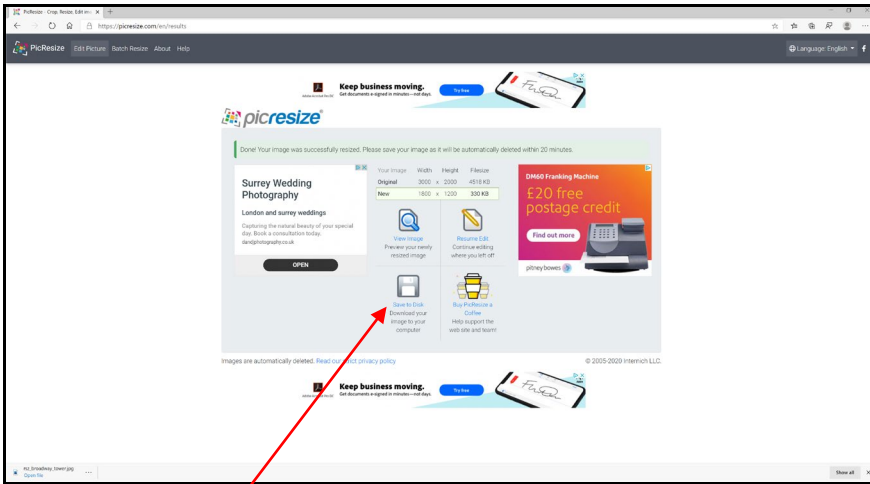 PicResize - Crop, Resize, Edit Ima
https://picresize.com/en/results
PicResize
Edit Picture
Batch Resize
About
Help
Language: English
Keep business moving.
Get documents e-signed in minutes—not days.
Try free
picresize
Done! Your image was successfully resized. Please save your image as it will be automatically deleted within 20 minutes.
Surrey Wedding
Photography
London and surrey weddings
Capturing the natural beauty of your special
day. Book a consultation today.
danjphotography.co.uk
OPEN
Your Image Width Height Filesize
Original 3000 x 2000 4918 KB
New 1800 x 1200 330 KB
View Image
Preview your newly
resized image
Resume Edit
Continue editing
where you left off
Save to Disk
Download your
image to your
computer
Buy PicResize a
Coffee
Help support the
web site and team!
DM60 Franking Machine
£20 free
postage credit
Find out more
pitney bowes
Images are automatically deleted. Read our strict privacy policy
© 2005-2020 Internich LLC.
Keep business moving.
Get documents e-signed in minutes—not days.
Try free
rsz_broadway_tower.jpg
Open file
Show all